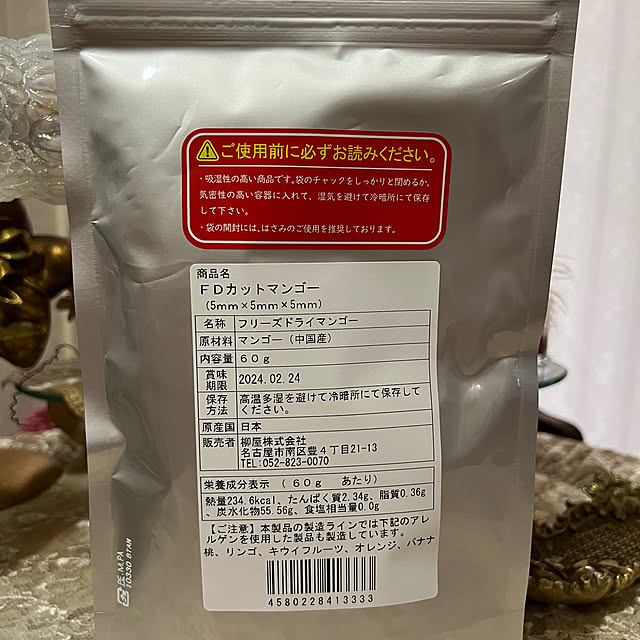 ご使用前に必ずお読みください。
・吸湿性の高い商品です。袋のチャックをしっかりと閉めるか、
気密性の高い容器に入れて、湿気を避けて冷暗所にて保存
して下さい。
・袋の開封には、はさみのご使用を推奨しております。
商品名
FDカットマンゴー
(5mm×5mm×5mm)
名称 フリーズドライマンゴー
原材料 マンゴー(中国産)
内容量 60g
賞味期限 2024.02.24
保存方法 高温多湿を避けて冷暗所にて保存して
ください。
原産国 日本
販売者 柳屋株式会社
名古屋市南区豊4丁目21-13
TEL:052-823-0070
栄養成分表示 (60g あたり)
熱量234.6kcal、たんぱく質2.34g、脂質0.36g
、炭水化物55.56g、食塩相当量0.0g
【ご注意】本製品の製造ラインでは下記のアレ
ルゲンを使用した製品も製造しています。
桃、リンゴ、キウイフルーツ、オレンジ、バナナ
4580228413333
PE,M,PA
10330 BTAN